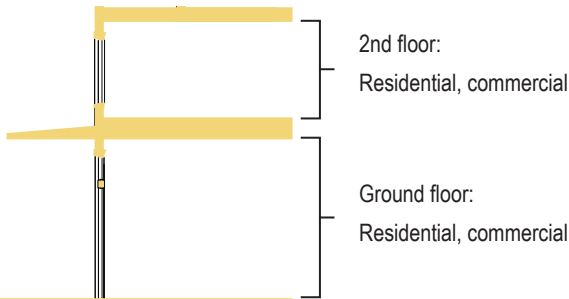 2nd floor:
Residential, commercial
Ground floor:
Residential, commercial